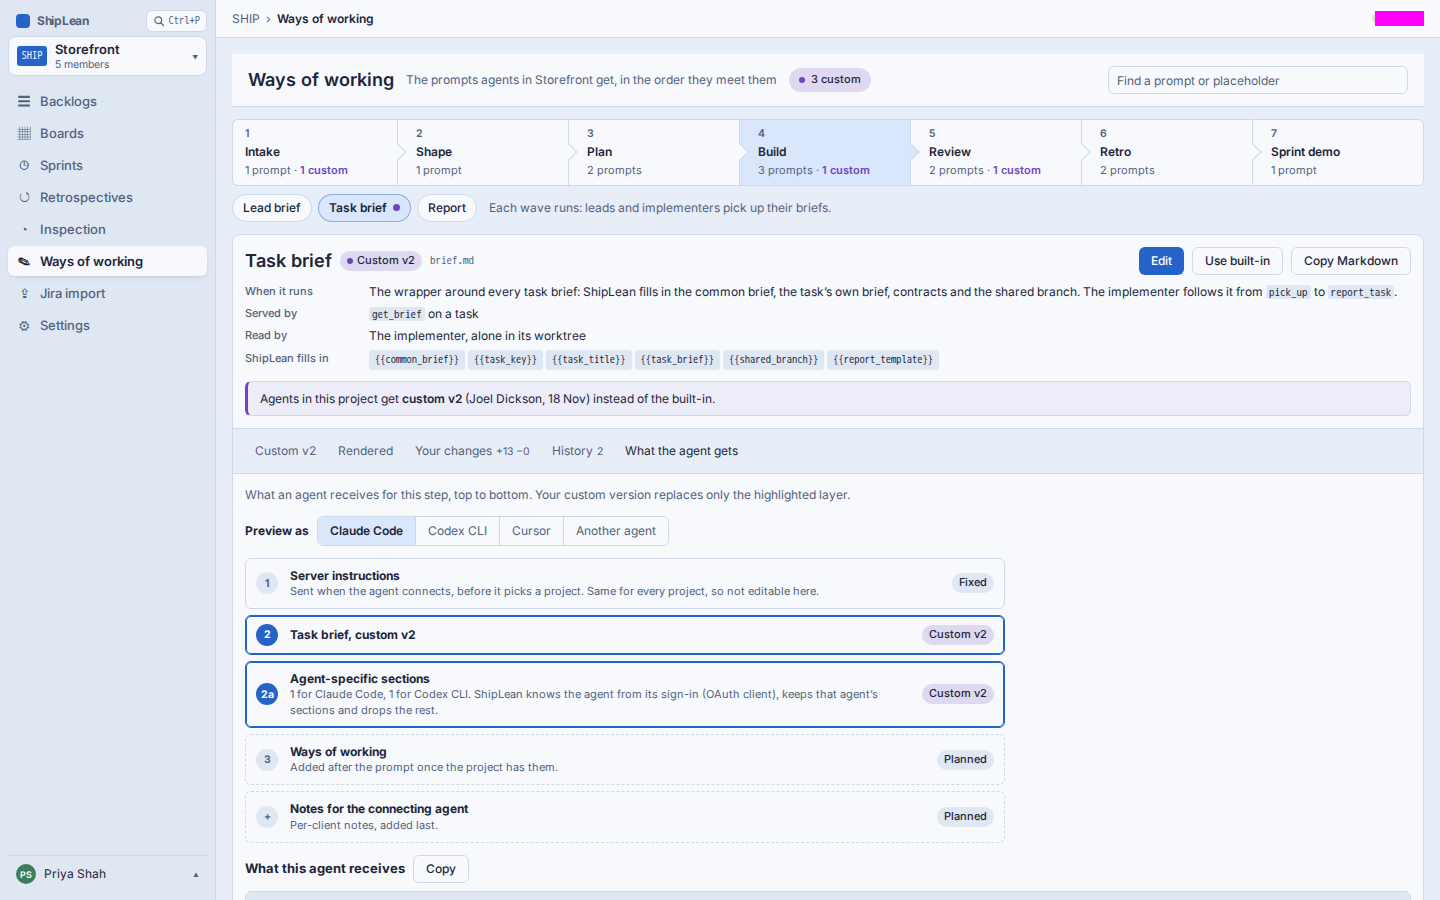 ShipLean
Ctrl+P
SHIP
Storefront
5 members
Backlogs
Boards
Sprints
Retrospectives
Inspection
Ways of working
Jira import
Settings
PS
Priya Shah
SHIP › Ways of working
Ways of working
The prompts agents in Storefront get, in the order they meet them
3 custom
Find a prompt or placeholder
1
Intake
1 prompt · 1 custom
2
Shape
1 prompt
3
Plan
2 prompts
4
Build
3 prompts · 1 custom
5
Review
2 prompts · 1 custom
6
Retro
2 prompts
7
Sprint demo
1 prompt
Lead brief
Task brief
Report
Each wave runs: leads and implementers pick up their briefs.
Task brief
Custom v2
brief.md
Edit
Use built-in
Copy Markdown
When it runs
The wrapper around every task brief: ShipLean fills in the common brief, the task’s own brief, contracts and the shared branch. The implementer follows it from pick_up to report_task.
Served by
get_brief on a task
Read by
The implementer, alone in its worktree
ShipLean fills in
{{common_brief}} {{task_key}} {{task_title}} {{task_brief}} {{shared_branch}} {{report_template}}
Agents in this project get custom v2 (Joel Dickson, 18 Nov) instead of the built-in.
Custom v2
Rendered
Your changes +13 −0
History 2
What the agent gets
What an agent receives for this step, top to bottom. Your custom version replaces only the highlighted layer.
Preview as
Claude Code
Codex CLI
Cursor
Another agent
1
Server instructions
Sent when the agent connects, before it picks a project. Same for every project, so not editable here.
Fixed
2
Task brief, custom v2
Custom v2
2a
Agent-specific sections
1 for Claude Code, 1 for Codex CLI. ShipLean knows the agent from its sign-in (OAuth client), keeps that agent’s
sections and drops the rest.
Custom v2
3
Ways of working
Added after the prompt once the project has them.
Planned
+
Notes for the connecting agent
Per-client notes, added last.
Planned
What this agent receives
Copy